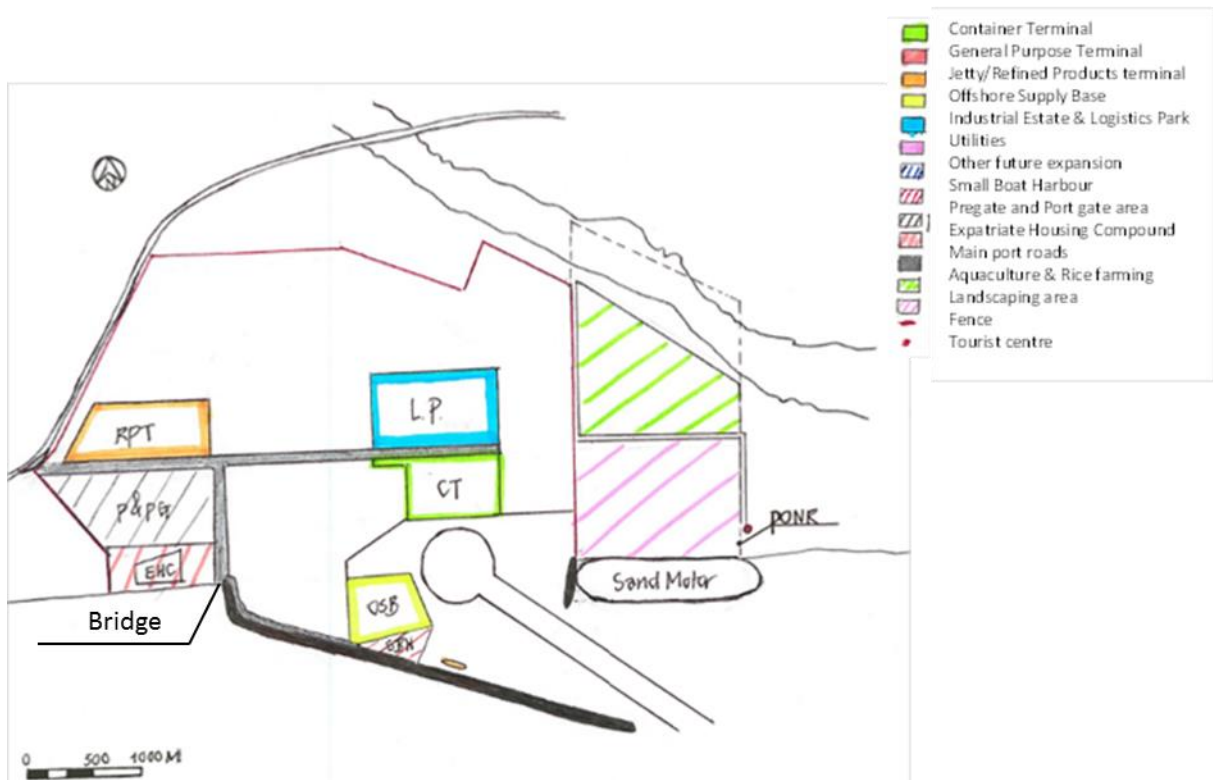 Container Terminal
General Purpose Terminal
Jetty/Refined Products terminal
Offshore Supply Base
Industrial Estate & Logistics Park
Utilities
Other future expansion
Small Boat Harbour
Pregate and Port gate area
Expatriate Housing Compound
Main port roads
Aquaculture & Rice farming
Landscaping area
Fence
Tourist centre
N
L.P.
RPT
CT
P&PG
PONR
EHC
Sand Motor
OSB
Bridge
SBH
0 500 1000 M